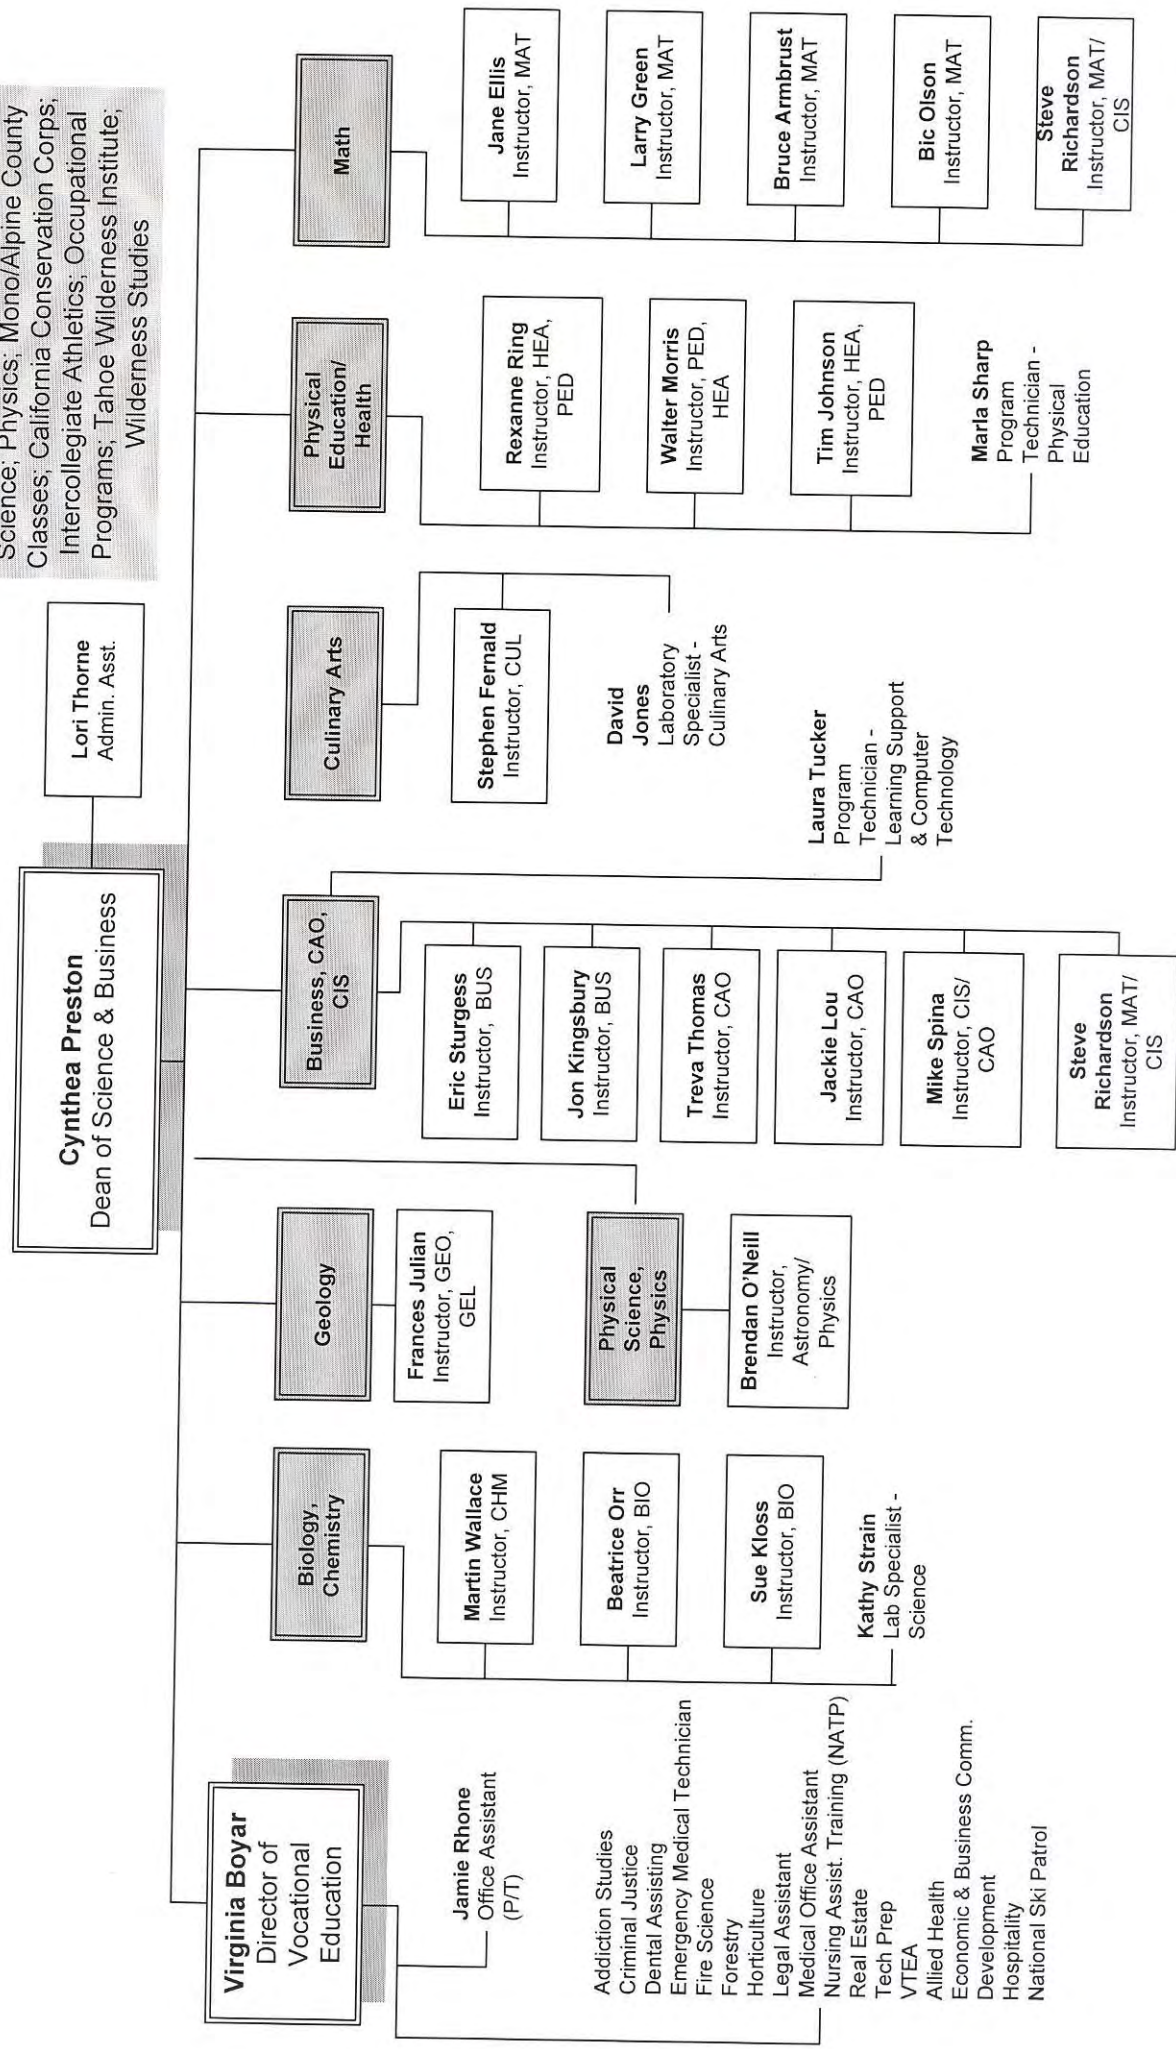 Science; Physics; Mono/Alpine County
Classes; California Conservation Corps;
Intercollegiate Athletics; Occupational
Programs; Tahoe Wilderness Institute;
Wilderness Studies
Cynthea Preston
Dean of Science & Business
Lori Thorne
Admin. Asst.
Virginia Boyar
Director of
Vocational
Education
Jamie Rhone
Office Assistant
(P/T)
Addiction Studies
Criminal Justice
Dental Assisting
Emergency Medical Technician
Fire Science
Forestry
Horticulture
Legal Assistant
Medical Office Assistant
Nursing Assist. Training (NATP)
Real Estate
Tech Prep
VTEA
Allied Health
Economic & Business Comm.
Development
Hospitality
National Ski Patrol
Biology,
Chemistry
Martin Wallace
Instructor, CHM
Beatrice Orr
Instructor, BIO
Sue Kloss
Instructor, BIO
Kathy Strain
Lab Specialist -
Science
Geology
Frances Julian
Instructor, GEO,
GEL
Physical
Science,
Physics
Brendan O'Neill
Instructor,
Astronomy/
Physics
Business, CAO,
CIS
Eric Sturgess
Instructor, BUS
Jon Kingsbury
Instructor, BUS
Treva Thomas
Instructor, CAO
Jackie Lou
Instructor, CAO
Mike Spina
Instructor, CIS/
CAO
Steve
Richardson
Instructor, MAT/
CIS
Laura Tucker
Program
Technician -
Learning Support
& Computer
Technology
Culinary Arts
Stephen Fernald
Instructor, CUL
David
Jones
Laboratory
Specialist -
Culinary Arts
Physical
Education/
Health
Rexanne Ring
Instructor, HEA,
PED
Walter Morris
Instructor, PED,
HEA
Tim Johnson
Instructor, HEA,
PED
Marla Sharp
Program
Technician -
Physical
Education
Math
Jane Ellis
Instructor, MAT
Larry Green
Instructor, MAT
Bruce Armbrust
Instructor, MAT
Bic Olson
Instructor, MAT
Steve
Richardson
Instructor, MAT/
CIS